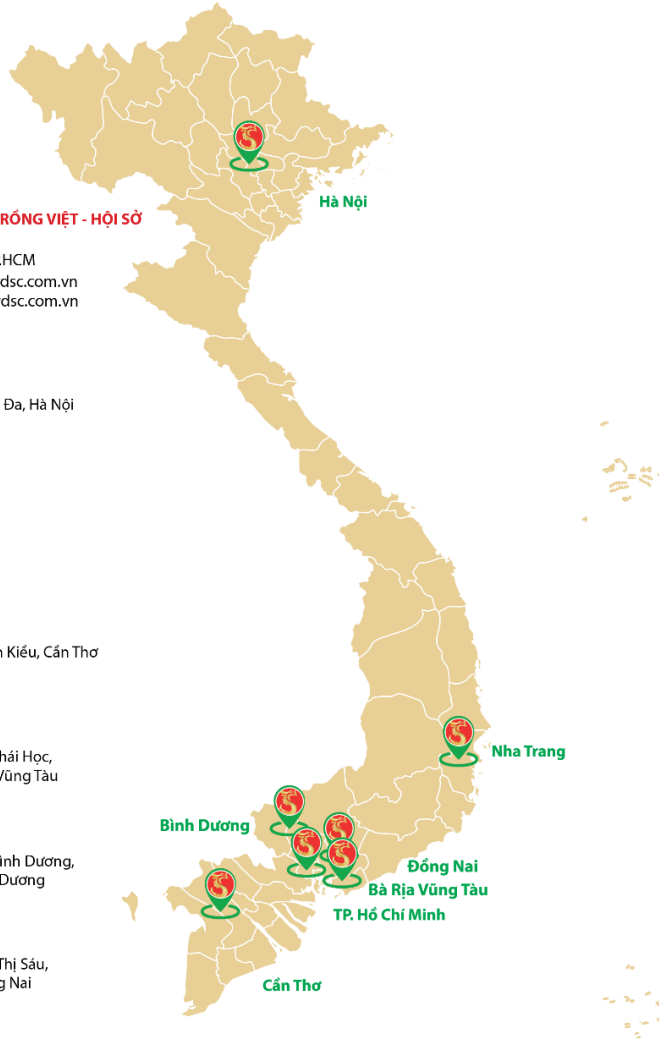 Hà Nội
RỒNG VIỆT - HỘI SỞ
.HCM
dsc.com.vn
dsc.com.vn
Đa, Hà Nội
Kiều, Cần Thơ
Nha Trang
hái Học,
Vũng Tàu
Bình Dương
ình Dương,
Dương
Đồng Nai
Bà Rịa Vũng Tàu
TP. Hồ Chí Minh
Thị Sáu,
g Nai
Cần Thơ